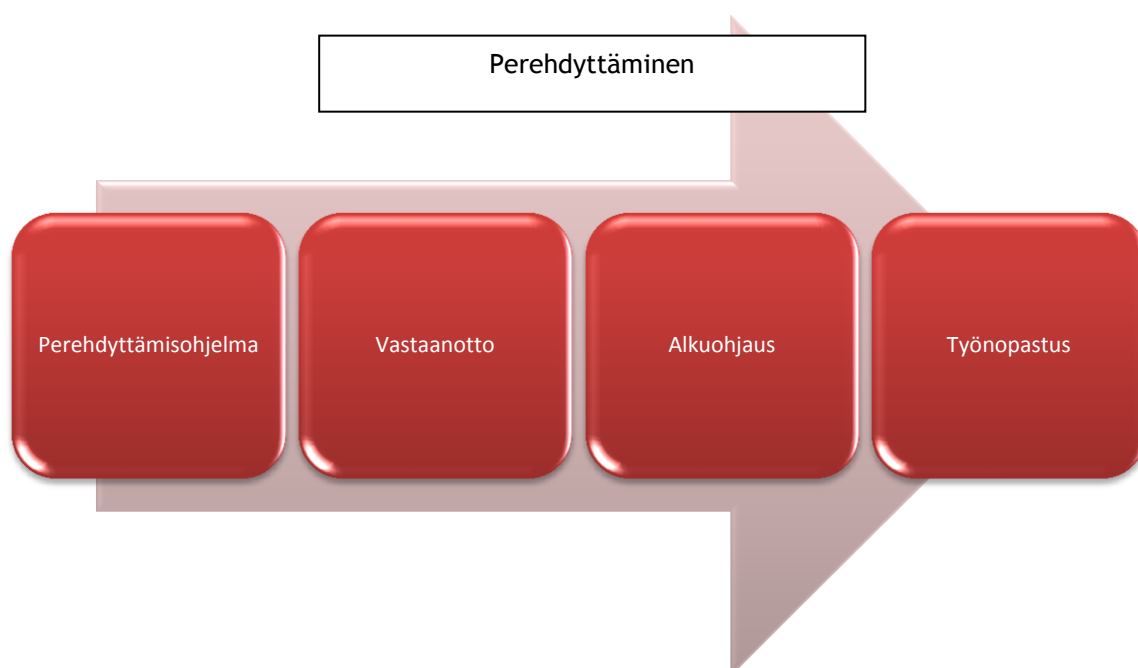 Perehdyttäminen
Perehdyttämisohjelma
Vastaanotto
Alkuohjaus
Työnopastus